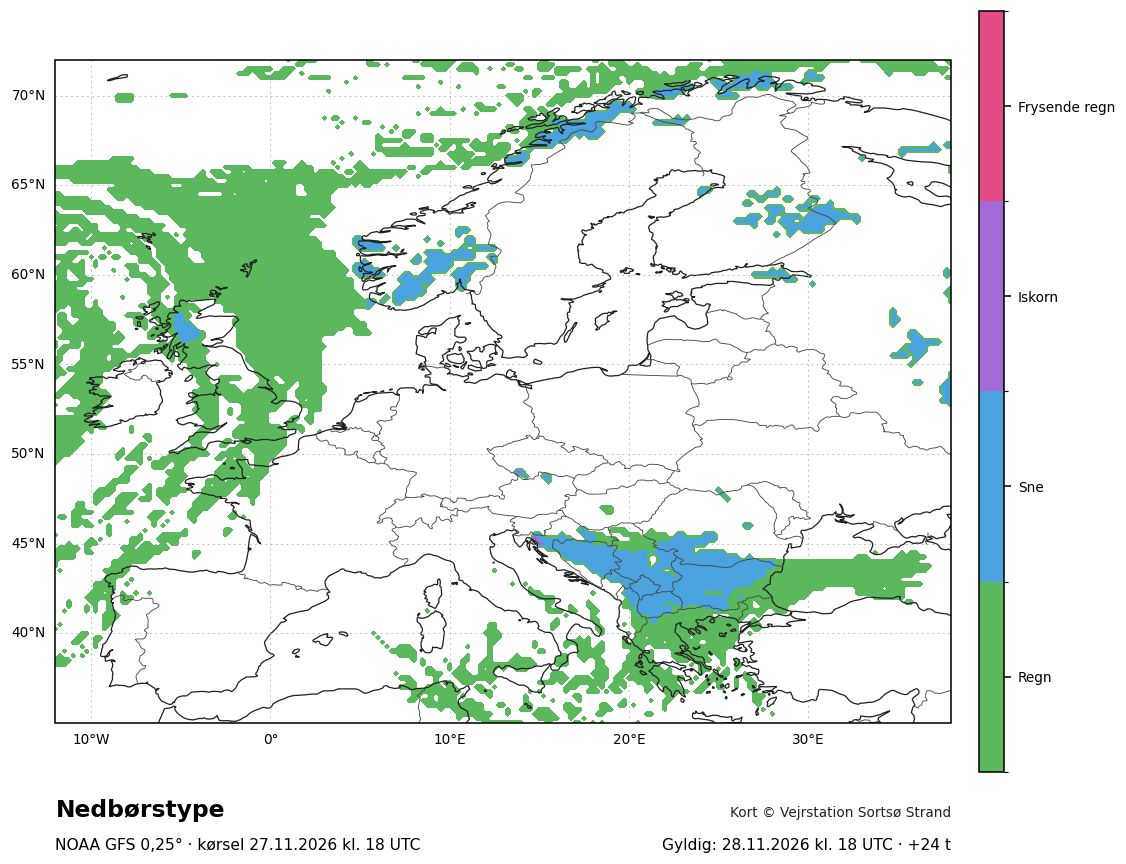 70°N
65°N
60°N
55°N
50°N
45°N
40°N
10°W
0°
10°E
20°E
30°E
Frysende regn
Iskorn
Sne
Regn
Nedbørstype
Kort © Vejrstation Sortsø Strand
NOAA GFS 0,25° · kørsel 27.11.2026 kl. 18 UTC
Gyldig: 28.11.2026 kl. 18 UTC · +24 t